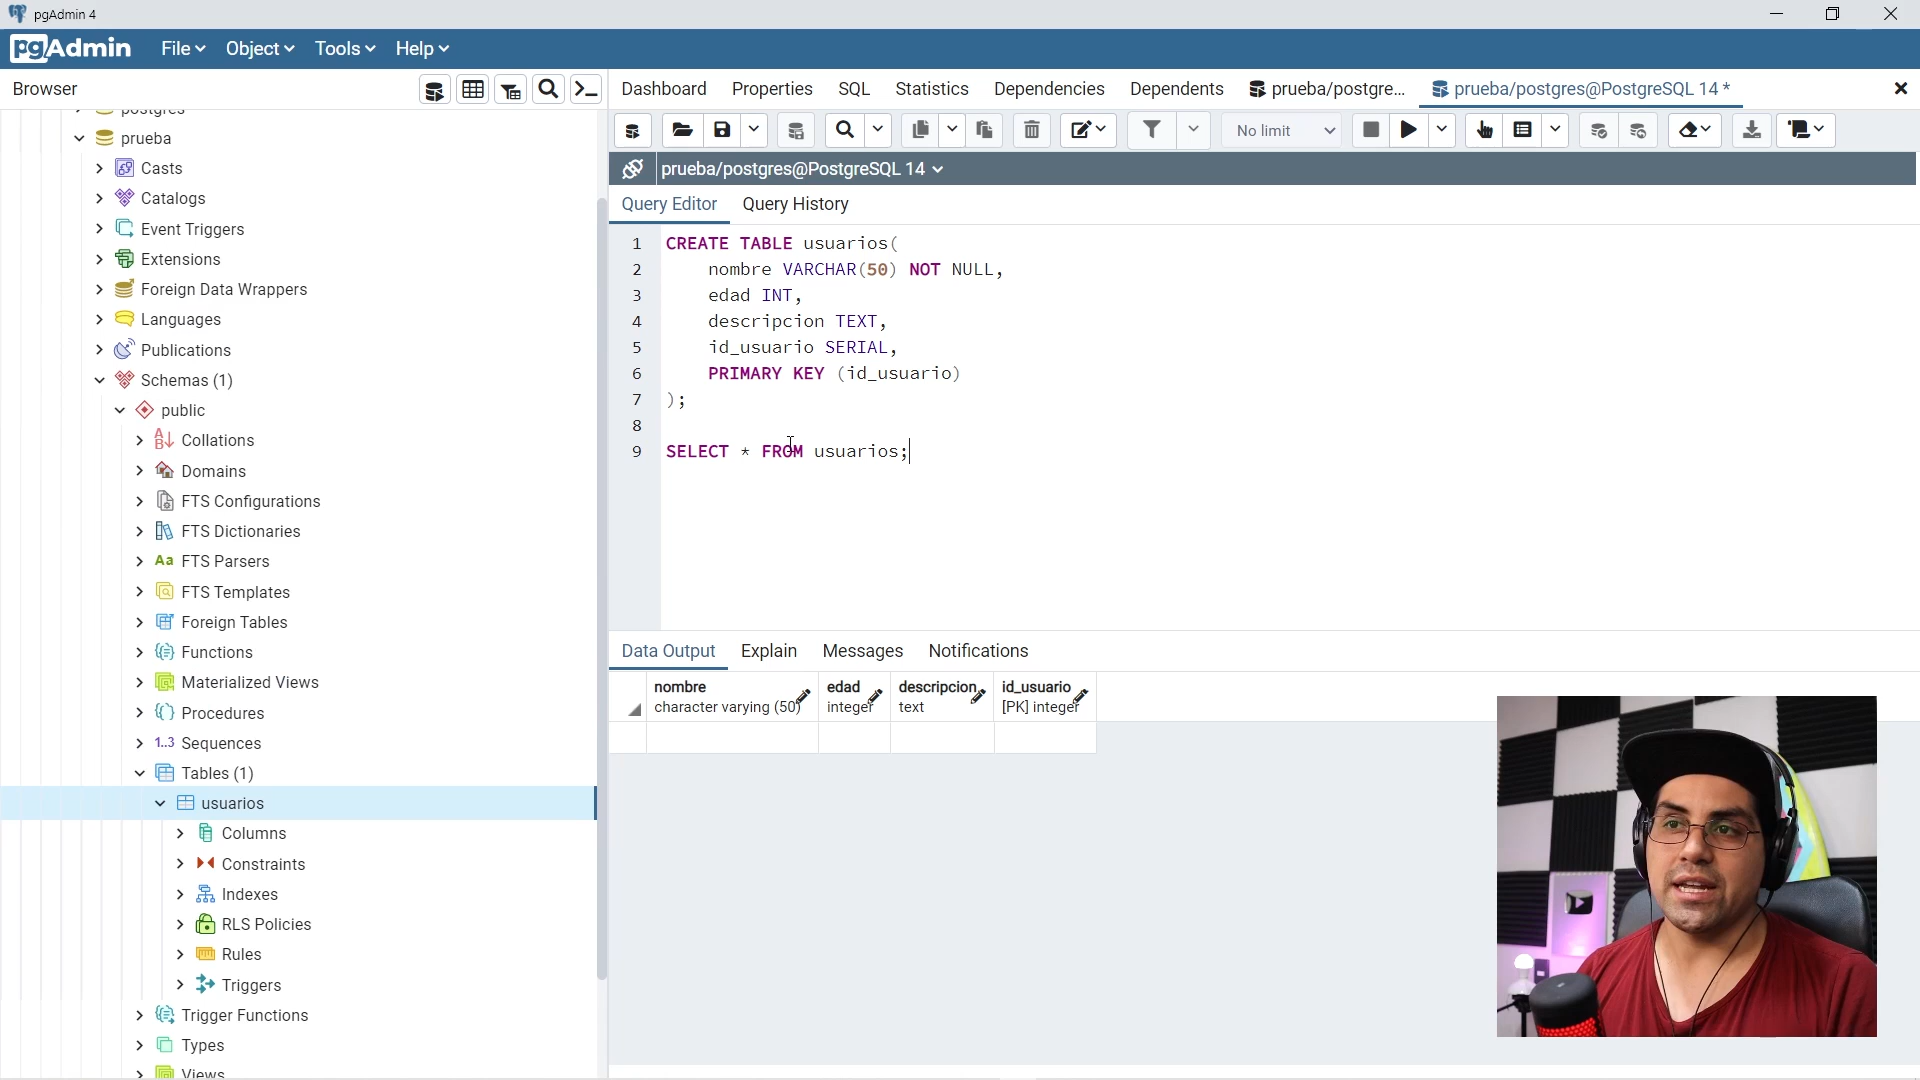 pgAdmin 4
pgAdmin File Object Tools Help
Browser
Dashboard Properties SQL Statistics Dependencies Dependents prueba/postgre... prueba/postgres@PostgreSQL 14 *
No limit
prueba/postgres@PostgreSQL 14
Query Editor Query History
postgres
prueba
Casts
Catalogs
Event Triggers
Extensions
Foreign Data Wrappers
Languages
Publications
Schemas (1)
public
Collations
Domains
FTS Configurations
FTS Dictionaries
Aa FTS Parsers
FTS Templates
Foreign Tables
Functions
Materialized Views
Procedures
1..3 Sequences
Tables (1)
usuarios
Columns
Constraints
Indexes
RLS Policies
Rules
Triggers
Trigger Functions
Types
Views
1 CREATE TABLE usuarios(
2 nombre VARCHAR(50) NOT NULL,
3 edad INT,
4 descripcion TEXT,
5 id_usuario SERIAL,
6 PRIMARY KEY (id_usuario)
7 );
8
9 SELECT * FROM usuarios;
Data Output Explain Messages Notifications
nombre edad descripcion id_usuario
character varying (50) integer text [PK] integer